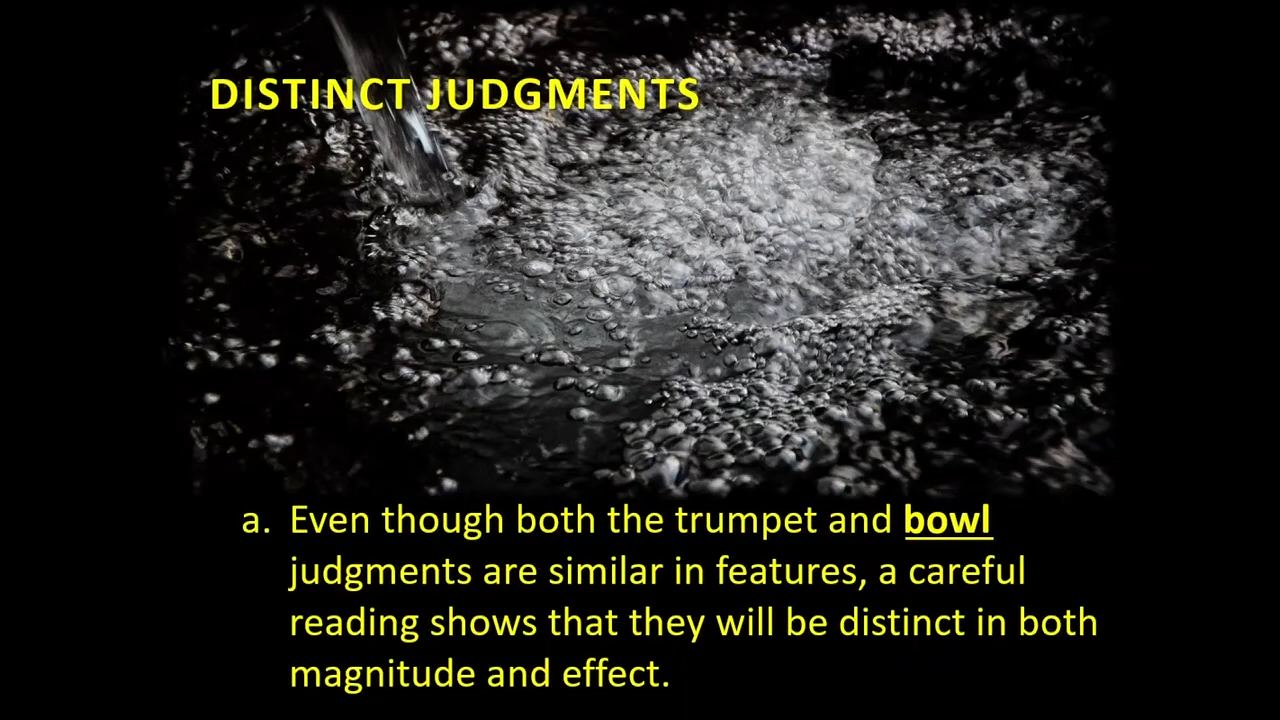 DISTINCT JUDGMENTS
a. Even though both the trumpet and bowl
judgments are similar in features, a careful
reading shows that they will be distinct in both
magnitude and effect.